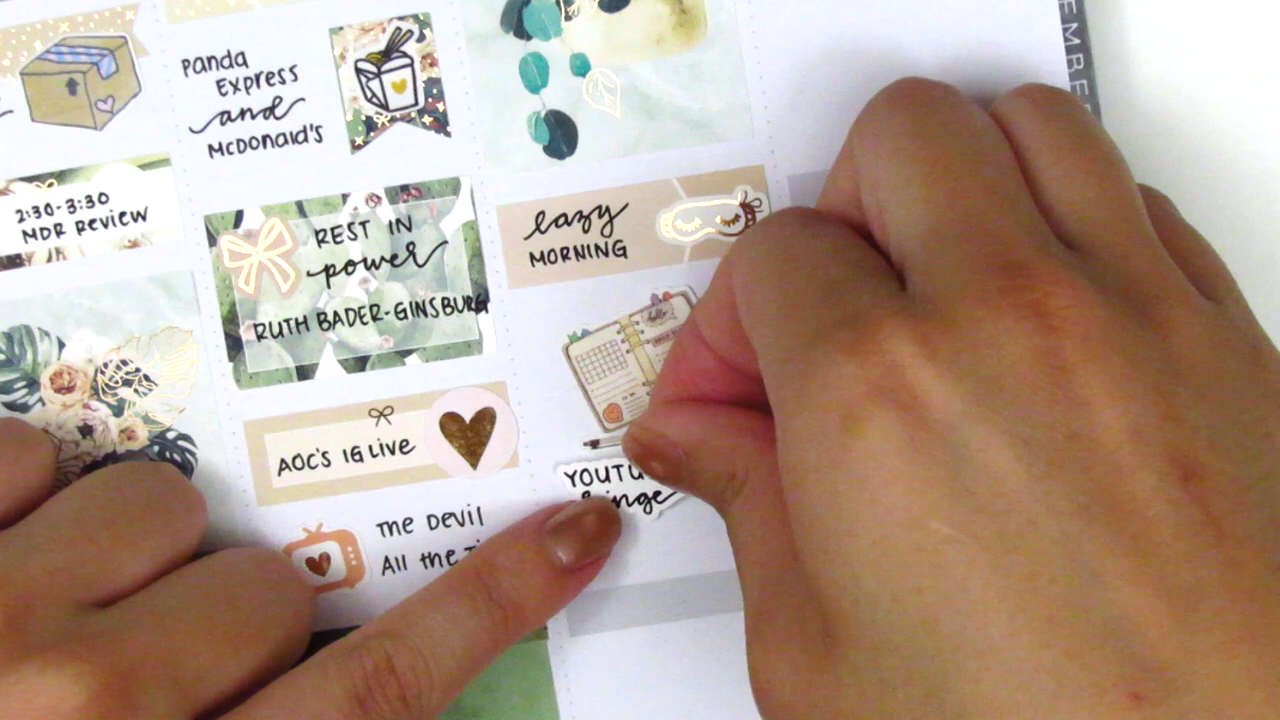 Panda
Express
and
McDonald's
2:30-3:30
MDR Review
REST IN
power
RUTH BADER-GINSBURG
AOC'S IG Live
The Devil
All the
lazy
MORNING
hello